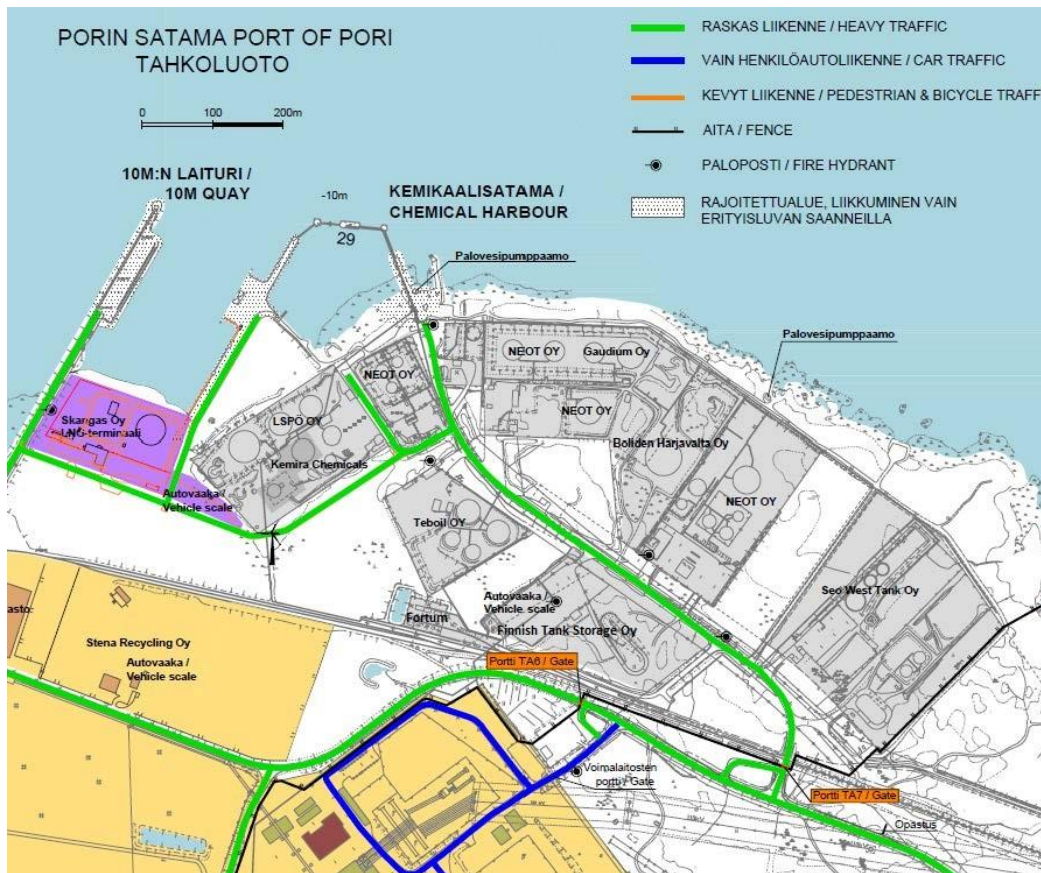 PORIN SATAMA PORT OF PORI
TAHKOLUOTO
0
100
200m
RASKAS LIIKENNE / HEAVY TRAFFIC
VAIN HENKILÖAUTOLIIKENNE / CAR TRAFFIC
KEVYT LIIKENNE / PEDESTRIAN & BICYCLE TRAFF
AITA / FENCE
PALOPOSTI / FIRE HYDRANT
RAJOITETTUALUE, LIIKKUMINEN VAIN
ERITYISLUVAN SAANNEILLA
10M:N LAITURI /
10M QUAY
-10m
KEMIKAALISATAMA /
CHEMICAL HARBOUR
29
Palovesipumppaamo
Palovesipumppaamo
NEOT OY
Gaudium Oy
NEOT OY
NEOT OY
Skangas Oy
LNG-terminaali
LSPÖ OY
Boliden Harjavalta Oy
Kemira Chemicals
Autovaaka /
Vehicle scale
NEOT OY
Teboil OY
Seo West Tank Oy
Autovaaka /
Vehicle scale
Fortum
Finnish Tank Storage Oy
asto:
Stena Recycling Oy
Autovaaka /
Vehicle scale
Portti TA6 / Gate
Voimalaitosten
portti / Gate
Portti TA7 / Gate
Opastus